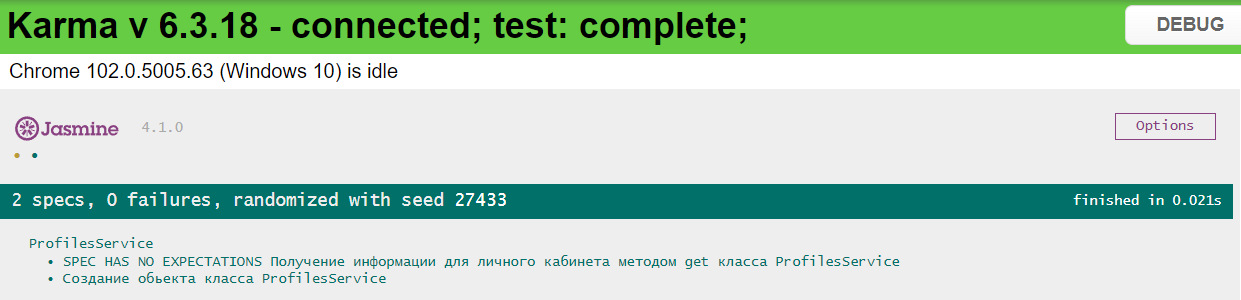 Karma v 6.3.18 - connected; test: complete;
DEBUG
Chrome 102.0.5005.63 (Windows 10) is idle
Jasmine 4.1.0
Options
2 specs, 0 failures, randomized with seed 27433
finished in 0.021s
ProfilesService
• SPEC HAS NO EXPECTATIONS Получение информации для личного кабинета методом get класса ProfilesService
• Создание обьекта класса ProfilesService